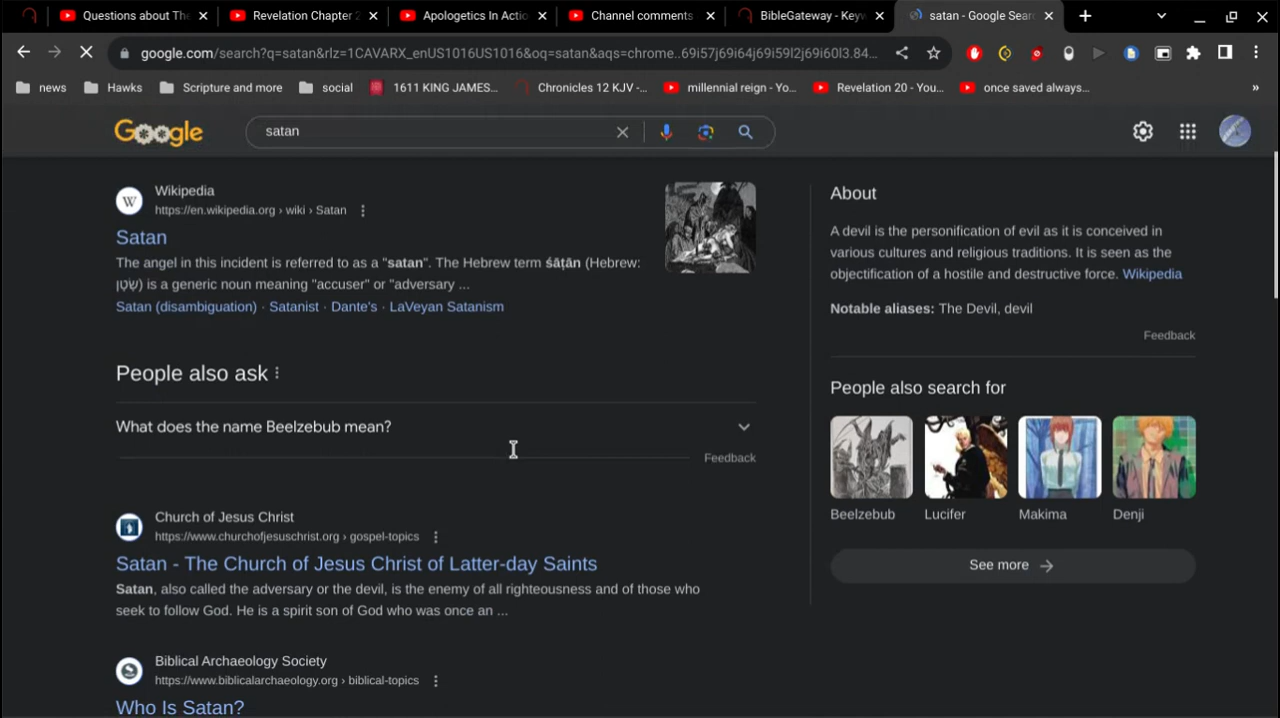 Questions about The
Revelation Chapter 2
Apologetics In Actio
Channel comments
BibleGateway - Keyw
satan - Google Sear
google.com/search?q=satan&rlz=1CAVARX_enUS1016US1016&oq=satan&aqs=chrome..69i57j69i64j69i59l2j69i60l3.84...
news
Hawks
Scripture and more
social
1611 KING JAMES...
Chronicles 12 KJV -...
millennial reign - Yo...
Revelation 20 - You...
once saved always...
»
Google
satan
Wikipedia
https://en.wikipedia.org › wiki › Satan
Satan
The angel in this incident is referred to as a "satan". The Hebrew term śāṭān (Hebrew:
שָׂטָן) is a generic noun meaning "accuser" or "adversary ...
Satan (disambiguation) · Satanist · Dante's · LaVeyan Satanism
People also ask
What does the name Beelzebub mean?
Feedback
Church of Jesus Christ
https://www.churchofjesuschrist.org › gospel-topics
Satan - The Church of Jesus Christ of Latter-day Saints
Satan, also called the adversary or the devil, is the enemy of all righteousness and of those who
seek to follow God. He is a spirit son of God who was once an ...
Biblical Archaeology Society
https://www.biblicalarchaeology.org › biblical-topics
Who Is Satan?
About
A devil is the personification of evil as it is conceived in
various cultures and religious traditions. It is seen as the
objectification of a hostile and destructive force. Wikipedia
Notable aliases: The Devil, devil
Feedback
People also search for
Beelzebub
Lucifer
Makima
Denji
See more →